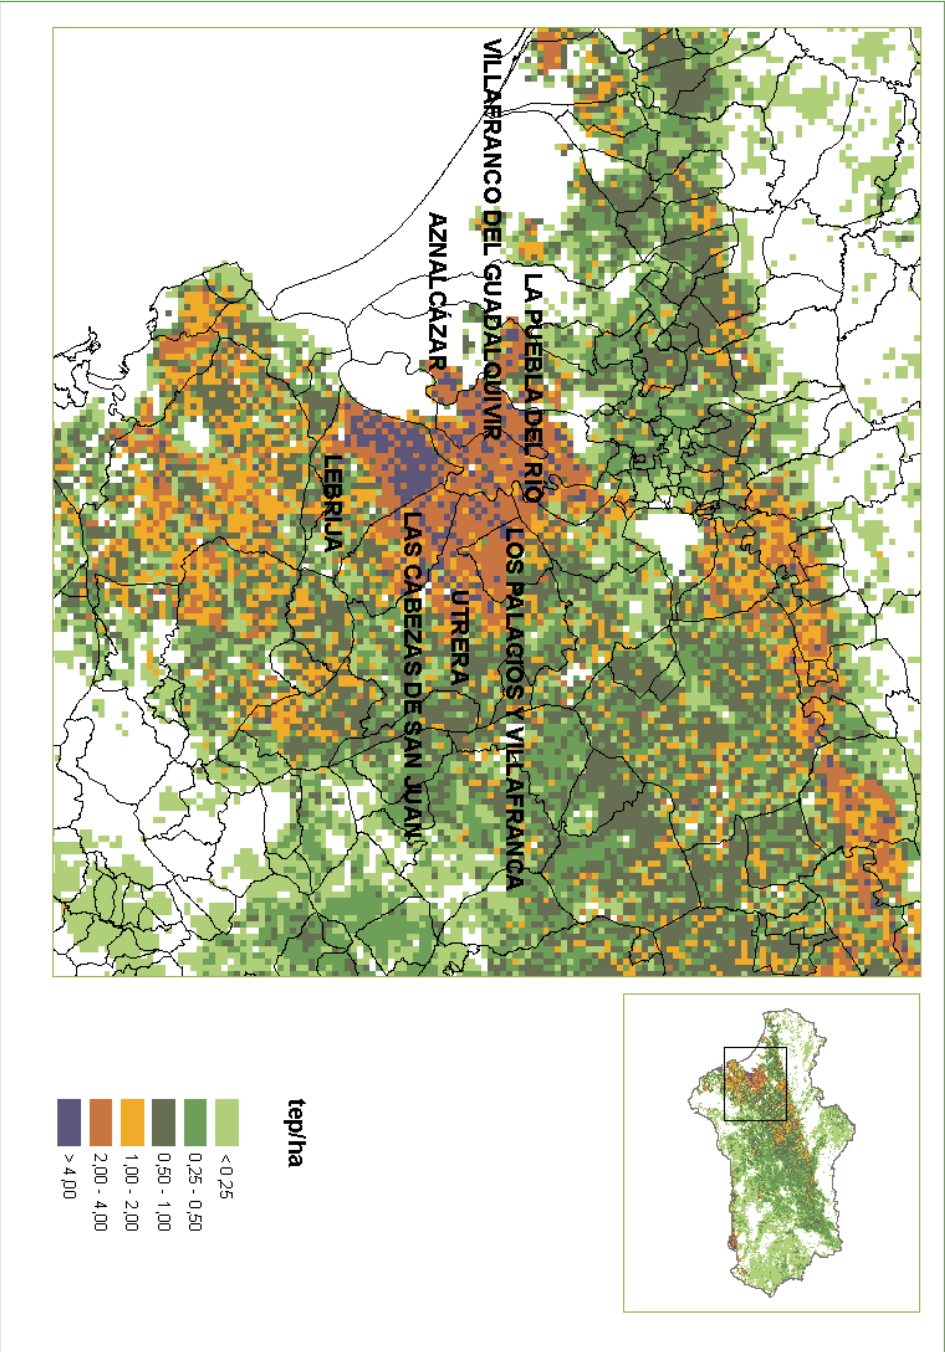 VILLAFRANCO DEL GUADALQUIVIR
AZNALCÁZAR
LA PUEBLA DEL RÍO
LEBRIJA
LAS CABEZAS DE SAN JUAN
UTRERA
LOS PALACIOS Y VILLAFRANCA
tep/ha
< 0,25
0,25 - 0,50
0,50 - 1,00
1,00 - 2,00
2,00 - 4,00
> 4,00